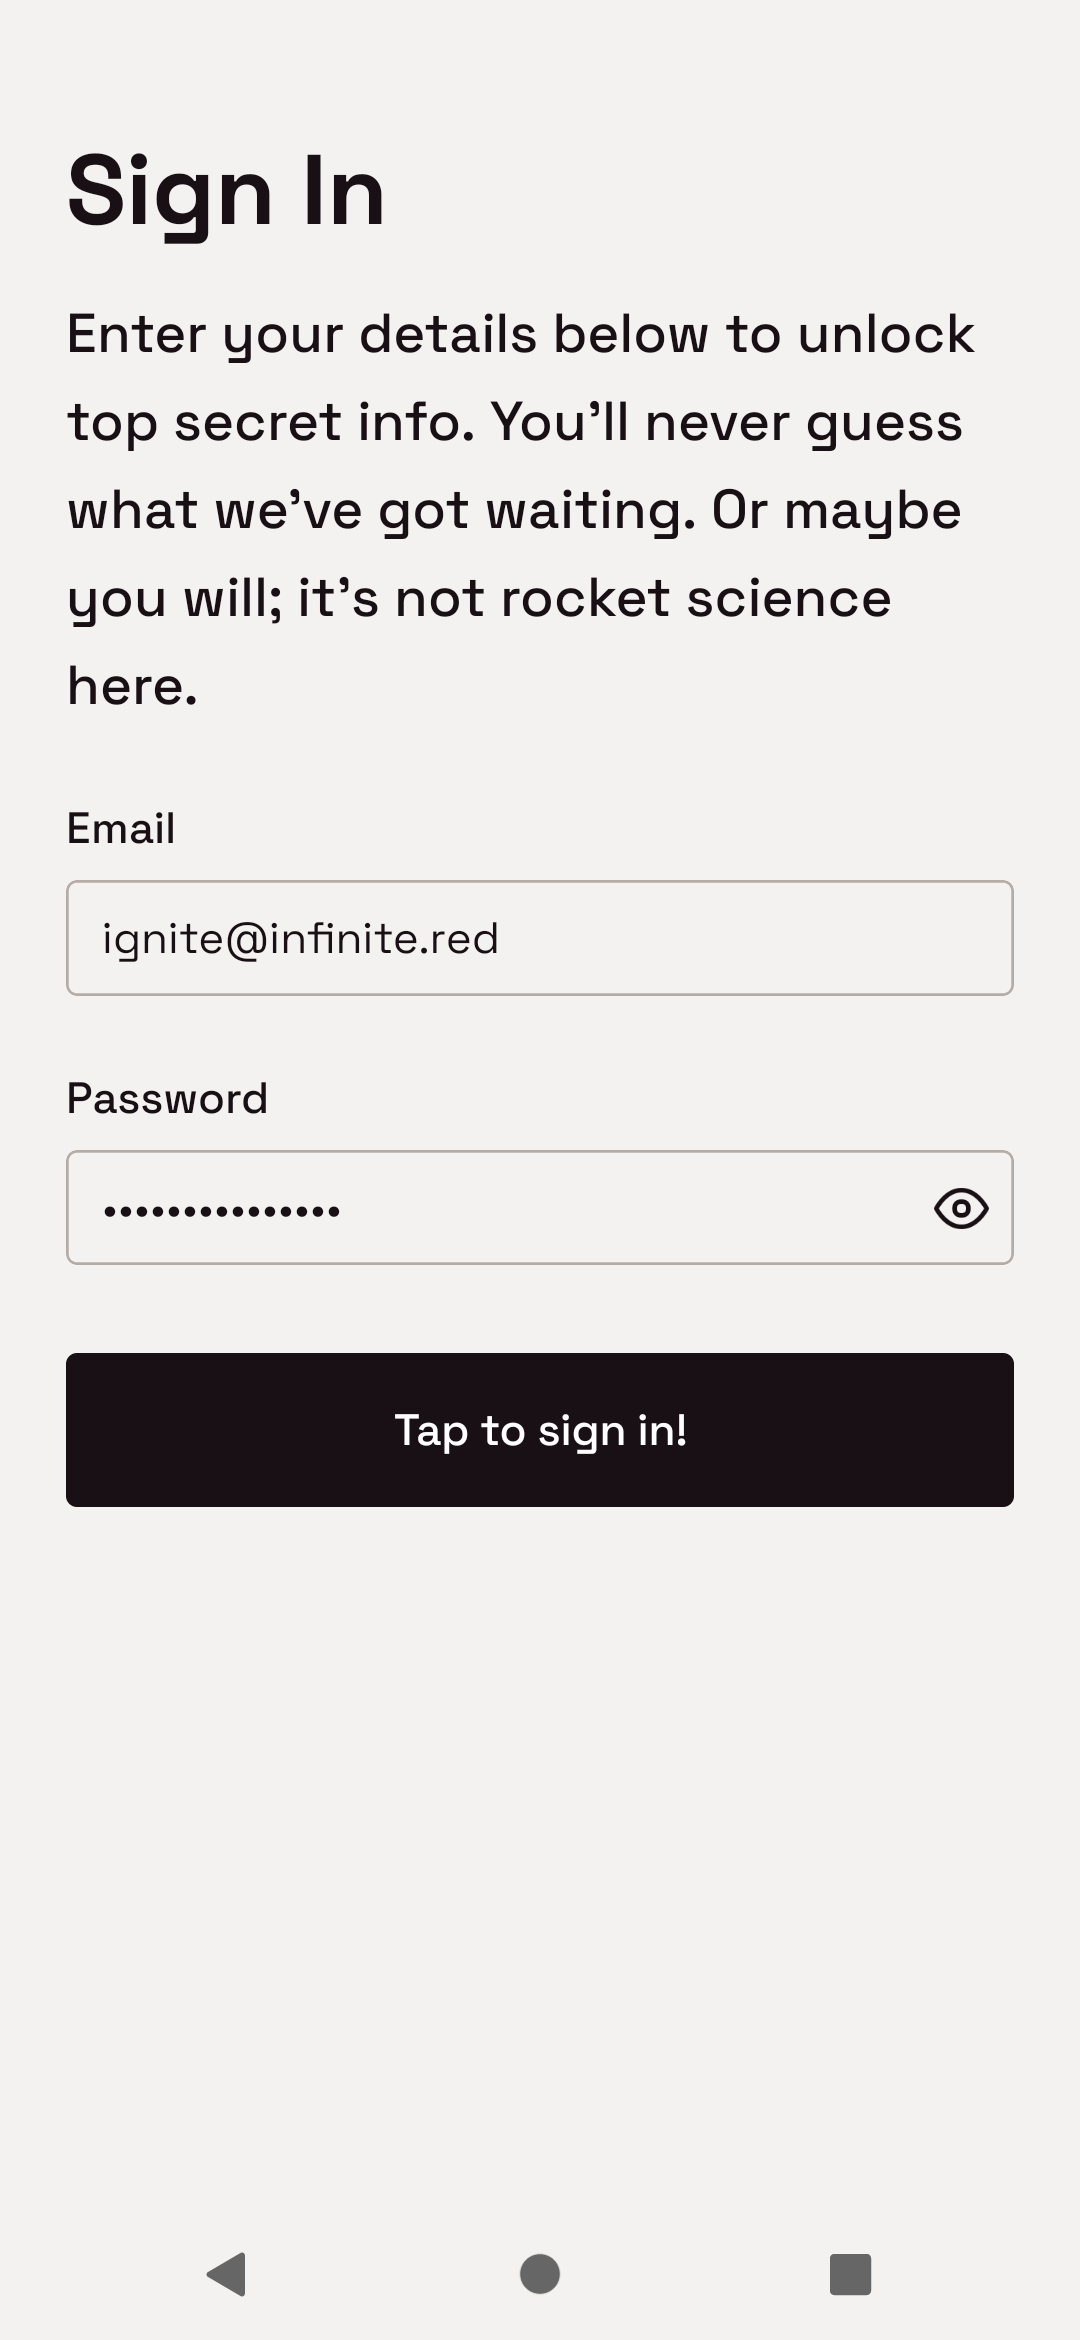 Sign In
Enter your details below to unlock
top secret info. You’ll never guess
what we’ve got waiting. Or maybe
you will; it’s not rocket science
here.
Email
ignite@infinite.red
Password
•••••••••••••••
Tap to sign in!